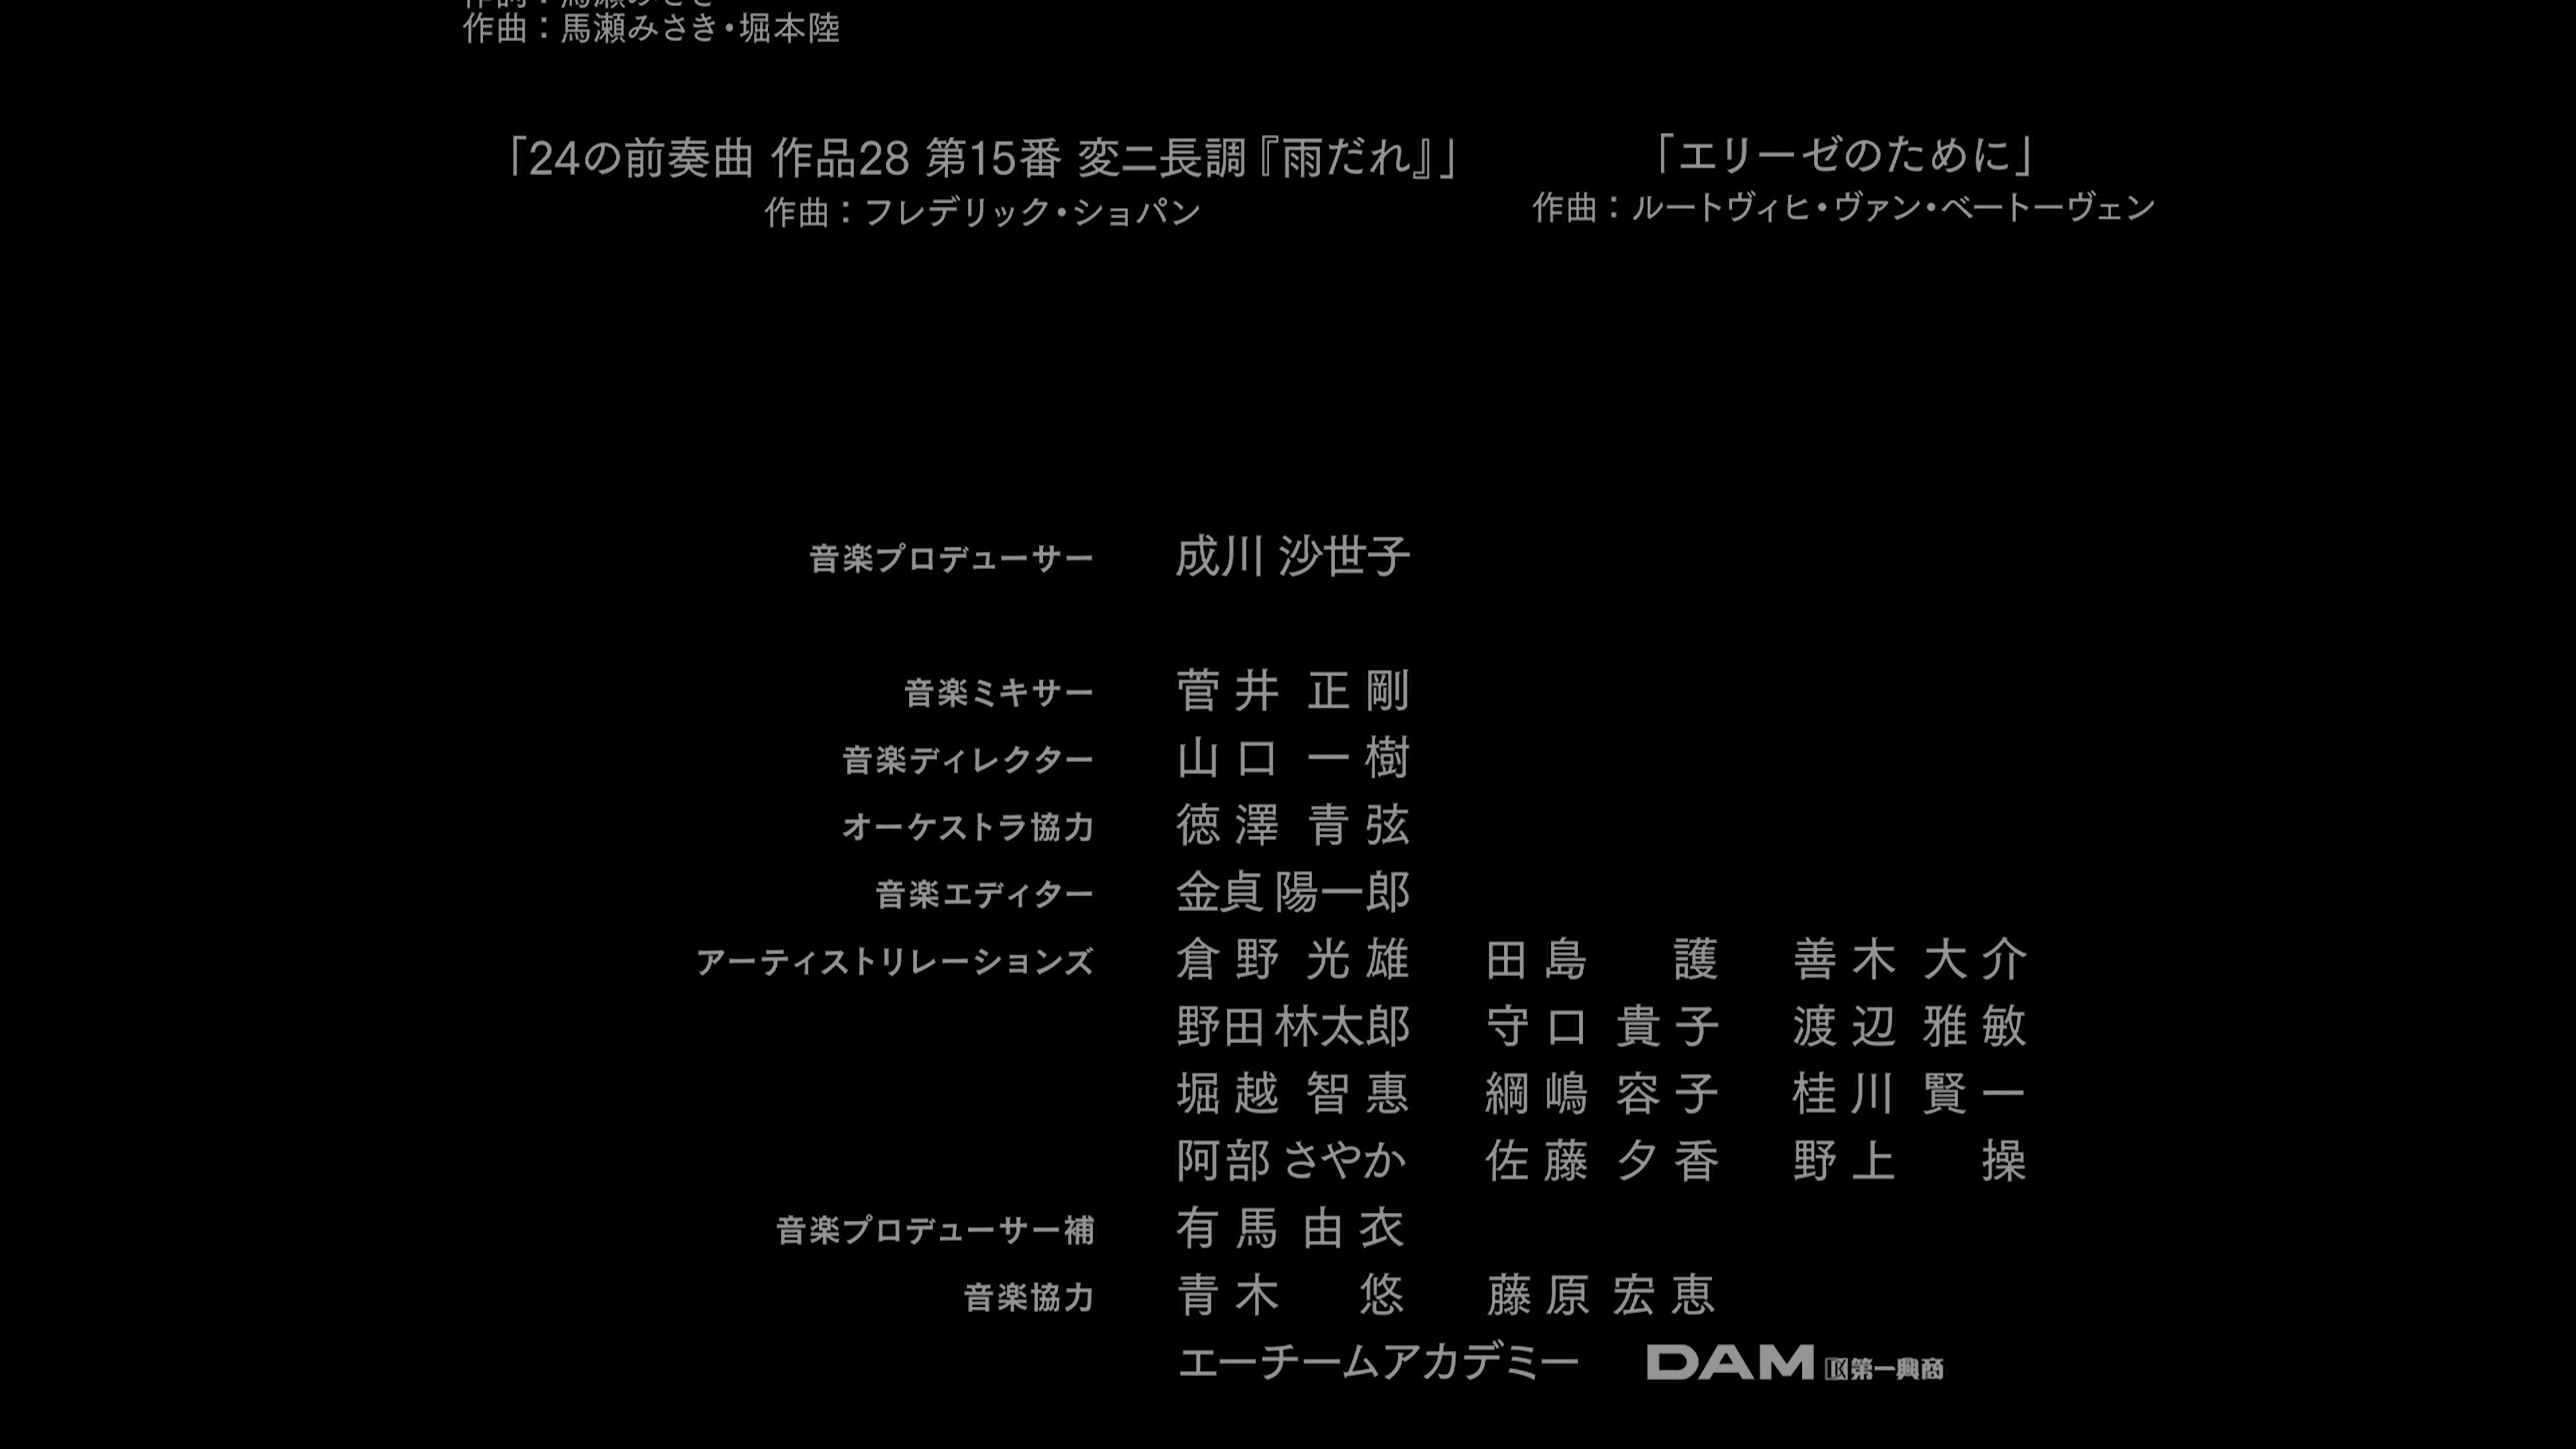 作詞：馬瀬みさき
作曲：馬瀬みさき・堀本陸
「24の前奏曲 作品28 第15番 変ニ長調『雨だれ』」 「エリーゼのために」
作曲：フレデリック・ショパン 作曲：ルートヴィヒ・ヴァン・ベートーヴェン
音楽プロデューサー 成川 沙世子
音楽ミキサー 菅井 正剛
音楽ディレクター 山口 一樹
オーケストラ協力 徳澤 青弦
音楽エディター 金貞 陽一郎
アーティストリレーションズ 倉野 光雄 田島 護 善木 大介
野田 林太郎 守口 貴子 渡辺 雅敏
堀越 智惠 綱嶋 容子 桂川 賢一
阿部 さやか 佐藤 夕香 野上 操
音楽プロデューサー補 有馬 由衣
音楽協力 青木 悠 藤原 宏恵
エーチームアカデミー DAM DK第一興商